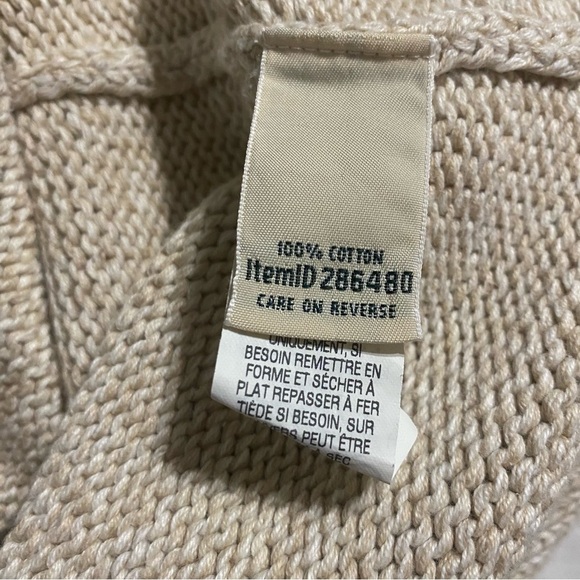 100% COTTON
ItemID 286480
CARE ON REVERSE
UNIQUEMENT, SI
BESOIN REMETTRE EN
FORME ET SÉCHER À
PLAT REPASSER À FER
TIÈDE SI BESOIN, SUR
PEUT ÊTRE
SEC